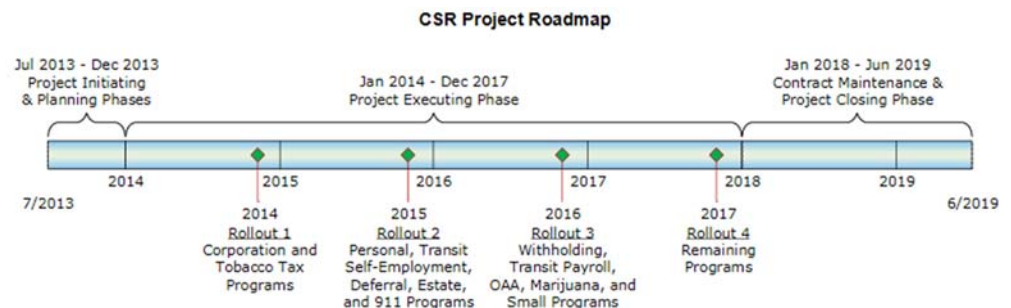 CSR Project Roadmap
Jul 2013 - Dec 2013
Project Initiating
& Planning Phases
Jan 2014 - Dec 2017
Project Executing Phase
Jan 2018 - Jun 2019
Contract Maintenance &
Project Closing Phase
2014
2015
2016
2017
2018
2019
7/2013
6/2019
2014
Rollout 1
Corporation and
Tobacco Tax
Programs
2015
Rollout 2
Personal, Transit
Self-Employment,
Deferral, Estate,
and 911 Programs
2016
Rollout 3
Withholding,
Transit Payroll,
OAA, Marijuana, and
Small Programs
2017
Rollout 4
Remaining
Programs